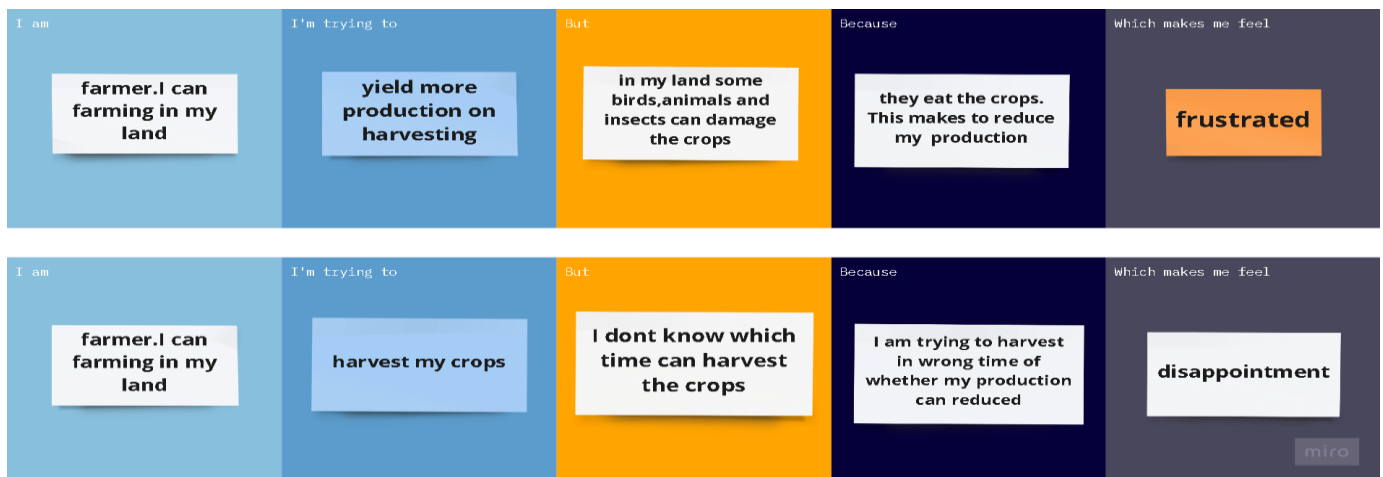 I am
farmer.I can
farming in my
land
I'm trying to
yield more
production on
harvesting
But
in my land some
birds,animals and
insects can damage
the crops
Because
they eat the crops.
This makes to reduce
my production
Which makes me feel
frustrated
I am
farmer.I can
farming in my
land
I'm trying to
harvest my crops
But
I dont know which
time can harvest
the crops
Because
I am trying to harvest
in wrong time of
whether my production
can reduced
Which makes me feel
disappointment
miro